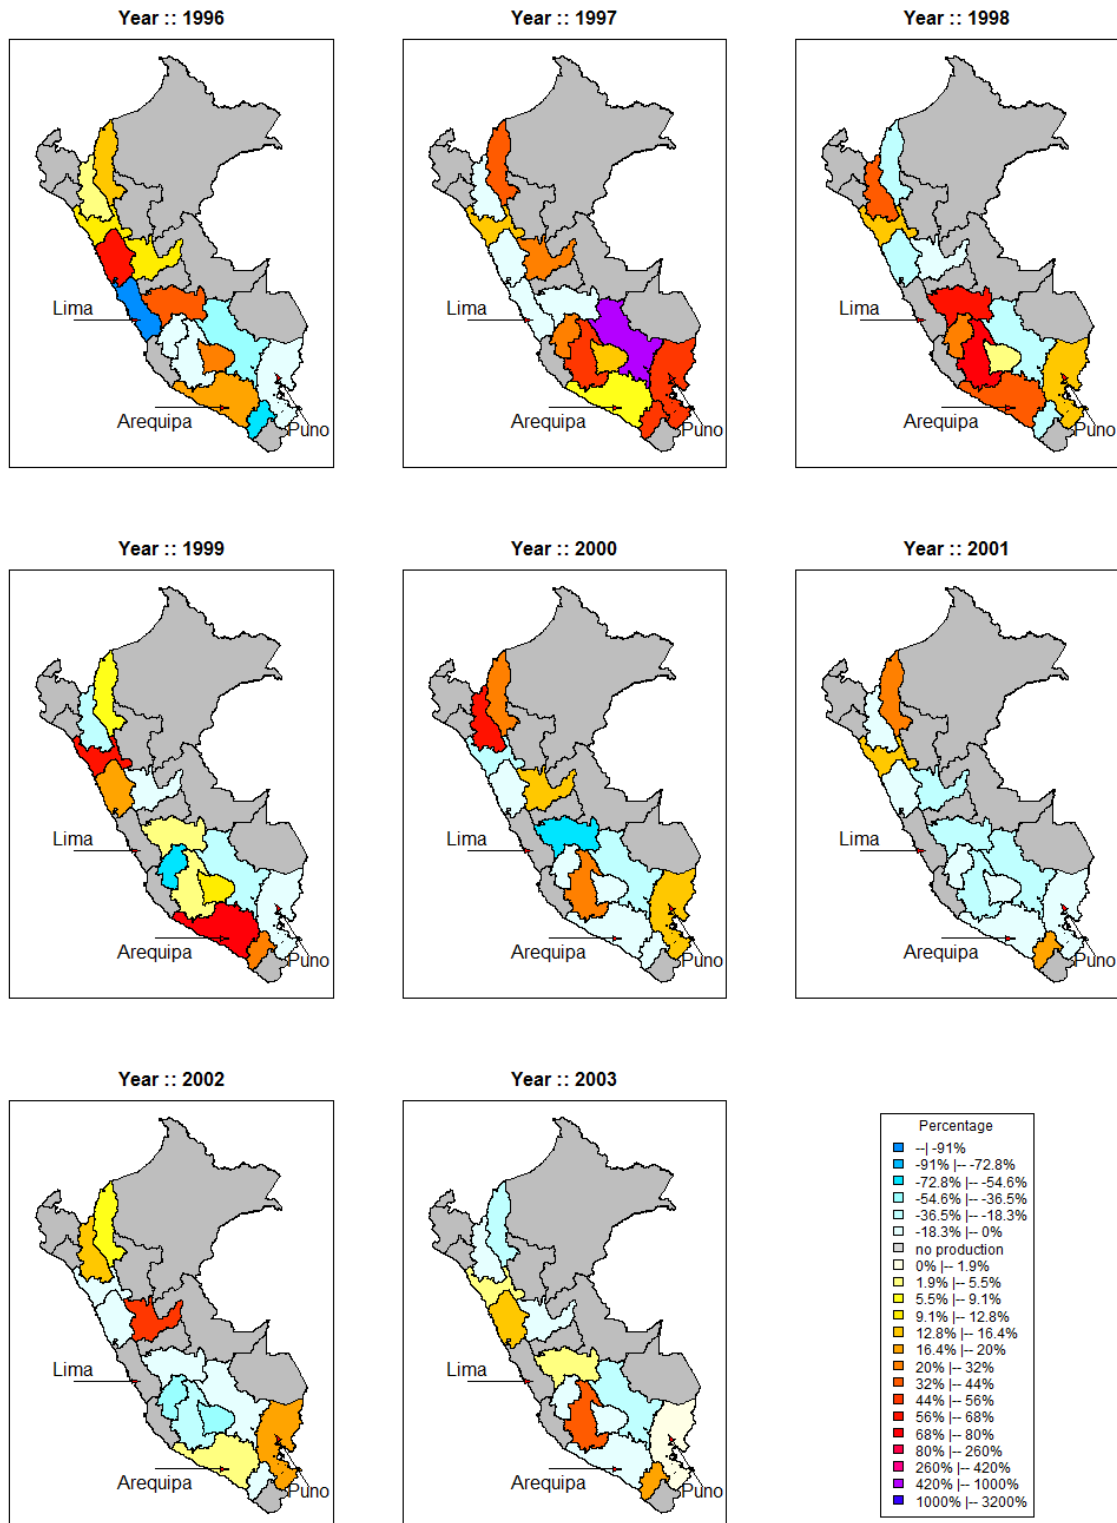 Year :: 1996
Year :: 1997
Year :: 1998
Lima
Arequipa
Puno
Lima
Arequipa
Puno
Lima
Arequipa
Puno
Year :: 1999
Year :: 2000
Year :: 2001
Lima
Arequipa
Puno
Lima
Arequipa
Puno
Lima
Arequipa
Puno
Year :: 2002
Year :: 2003
Lima
Arequipa
Puno
Lima
Arequipa
Puno
Percentage
--| -91%
-91% |-- -72.8%
-72.8% |-- -54.6%
-54.6% |-- -36.5%
-36.5% |-- -18.3%
-18.3% |-- 0%
no production
0% |-- 1.9%
1.9% |-- 5.5%
5.5% |-- 9.1%
9.1% |-- 12.8%
12.8% |-- 16.4%
16.4% |-- 20%
20% |-- 32%
32% |-- 44%
44% |-- 56%
56% |-- 68%
68% |-- 80%
80% |-- 260%
260% |-- 420%
420% |-- 1000%
1000% |-- 3200%